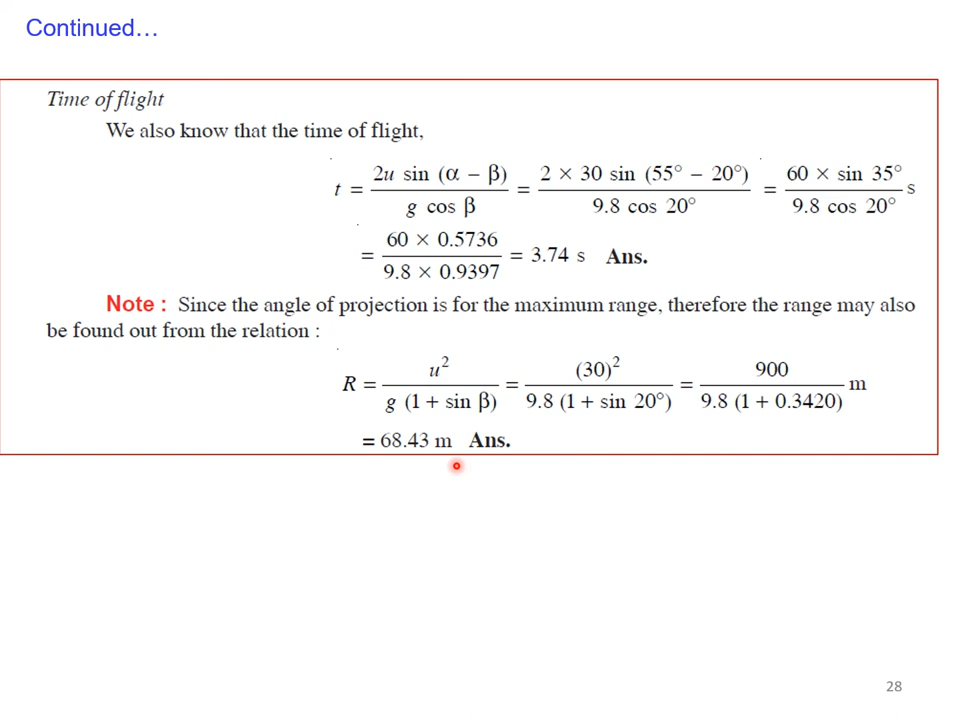 Continued…
Time of flight
We also know that the time of flight,
t = 2u sin (α − β) / g cos β = 2 × 30 sin (55° − 20°) / 9.8 cos 20° = 60 × sin 35° / 9.8 cos 20° s
= 60 × 0.5736 / 9.8 × 0.9397 = 3.74 s Ans.
Note : Since the angle of projection is for the maximum range, therefore the range may also
be found out from the relation :
R = u² / g (1 + sin β) = (30)² / 9.8 (1 + sin 20°) = 900 / 9.8 (1 + 0.3420) m
= 68.43 m Ans.
28